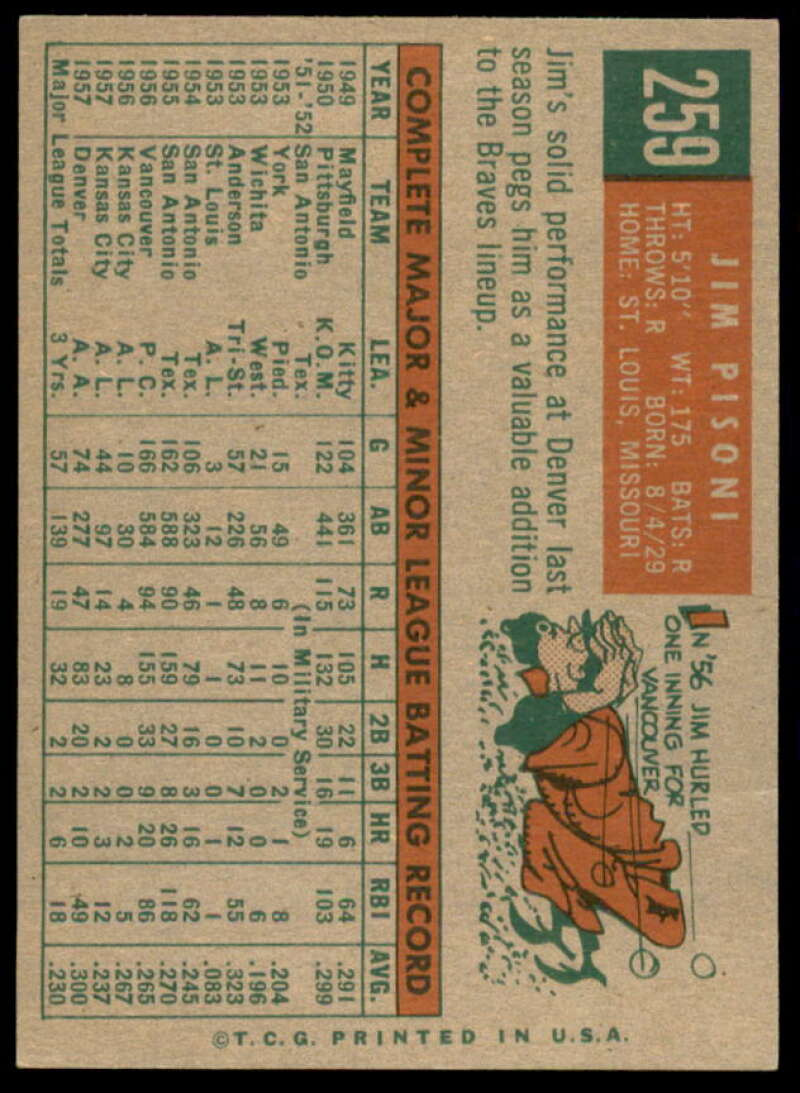 259
JIM PISONI
HT: 5'10" WT: 175 BATS: R
THROWS: R BORN: 8/4/29
HOME: ST. LOUIS, MISSOURI
IN '56 JIM HURLED
ONE INNING FOR
VANCOUVER
Jim's solid performance at Denver last
season pegs him as a valuable addition
to the Braves lineup.
COMPLETE MAJOR & MINOR LEAGUE BATTING RECORD
YEAR TEAM LEA. G AB R H 2B 3B HR RBI AVG.
1949 Mayfield Kitty 104 361 73 105 22 11 6 64 .291
1950 Pittsburgh K.O.M. 122 441 115 132 30 16 19 103 .299
'51-'52 San Antonio Tex. (In Military Service)
1953 York Pied. 15 49 6 10 0 2 1 8 .204
1953 Wichita West. 21 56 8 11 2 0 0 6 .196
1953 Anderson Tri-St. 57 226 48 73 10 7 12 55 .323
1953 St. Louis A.L. 3 12 1 1 0 0 1 1 .083
1954 San Antonio Tex. 106 323 46 79 16 3 16 62 .245
1955 San Antonio Tex. 162 588 90 159 27 8 26 118 .270
1956 Vancouver P.C. 166 584 94 155 33 9 20 86 .265
1956 Kansas City A.L. 10 30 4 8 0 0 2 5 .267
1957 Kansas City A.L. 44 97 14 23 2 2 3 12 .237
1957 Denver A.A. 74 277 47 83 20 2 10 49 .300
Major League Totals 3 Yrs. 57 139 19 32 2 2 6 18 .230
©T.C.G. PRINTED IN U.S.A.